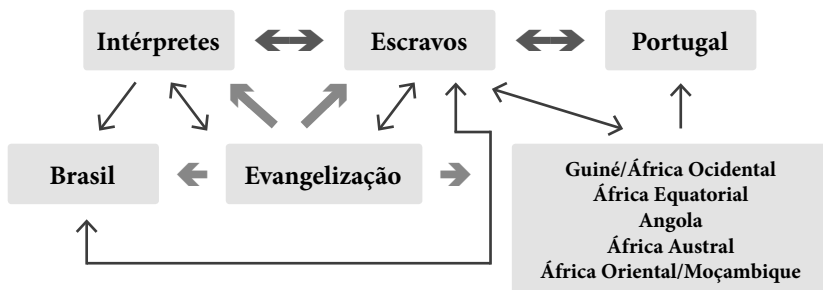 Intérpretes
Escravos
Portugal
Brasil
Evangelização
Guiné/África Ocidental
África Equatorial
Angola
África Austral
África Oriental/Moçambique